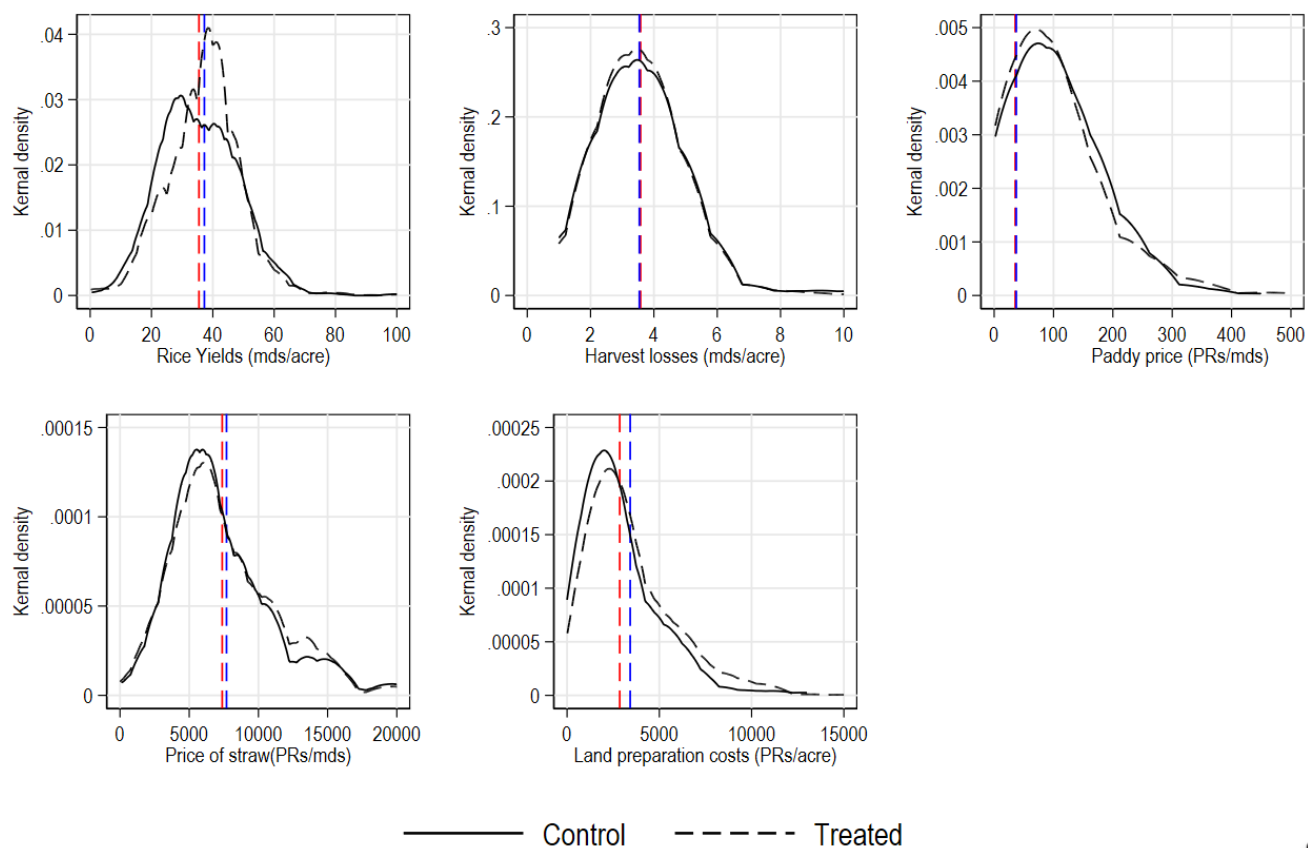 .04
.03
.02
.01
0
Kernal density
0 20 40 60 80 100
Rice Yields (mds/acre)
.3
.2
.1
0
Kernal density
0 2 4 6 8 10
Harvest losses (mds/acre)
.005
.004
.003
.002
.001
0
Kernal density
0 100 200 300 400 500
Paddy price (PRs/mds)
.00015
.0001
.00005
0
Kernal density
0 5000 10000 15000 20000
Price of straw(PRs/mds)
.00025
.0002
.00015
.0001
.00005
0
Kernal density
0 5000 10000 15000
Land preparation costs (PRs/acre)
Control Treated